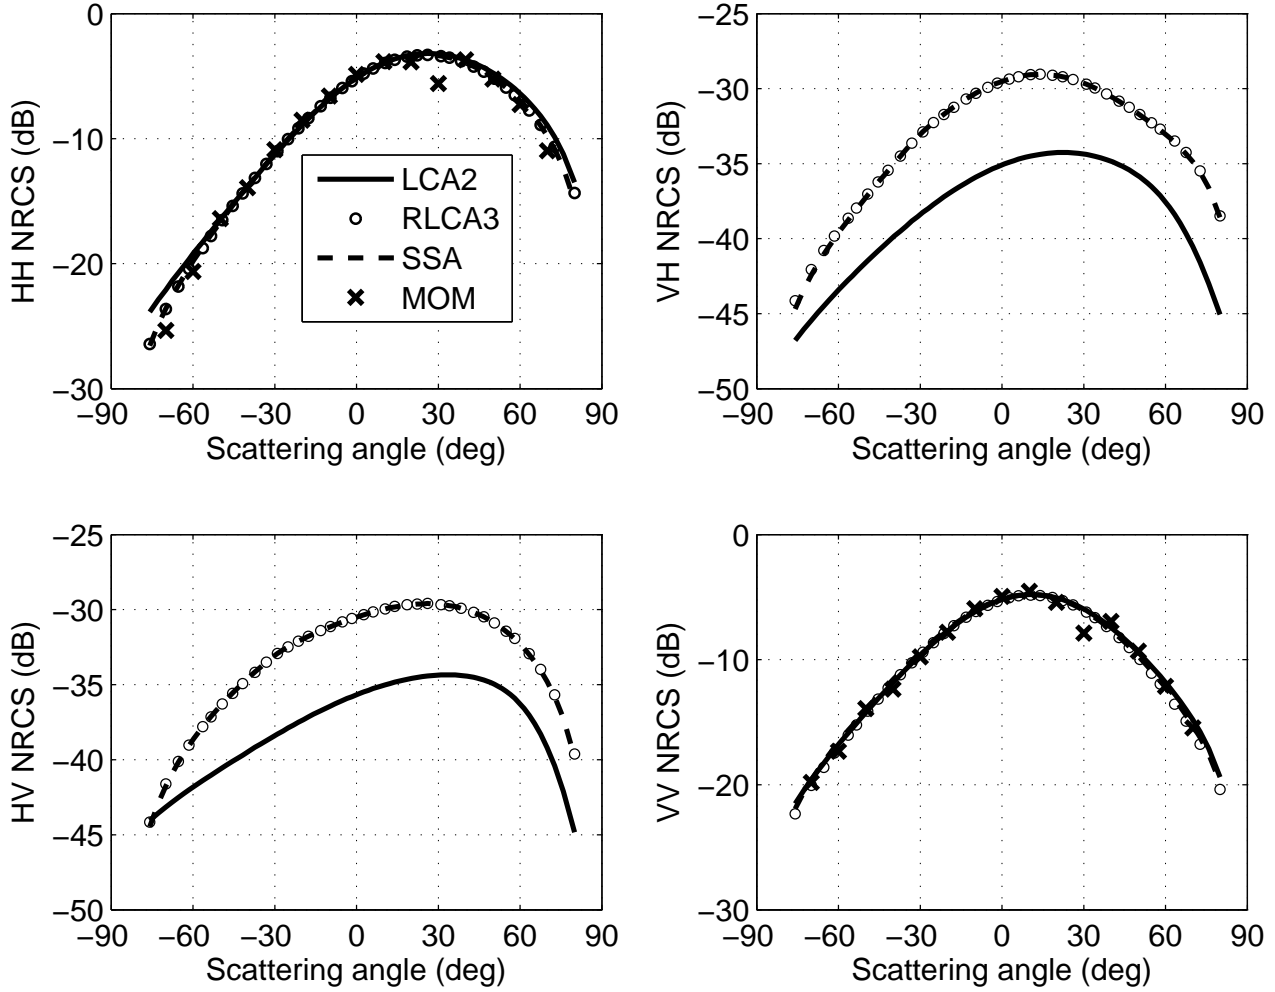 HH NRCS (dB)
0
−10
−20
−30
−90 −60 −30 0 30 60 90
Scattering angle (deg)
LCA2
RLCA3
SSA
MOM
VH NRCS (dB)
−25
−30
−35
−40
−45
−50
−90 −60 −30 0 30 60 90
Scattering angle (deg)
HV NRCS (dB)
−25
−30
−35
−40
−45
−50
−90 −60 −30 0 30 60 90
Scattering angle (deg)
VV NRCS (dB)
0
−10
−20
−30
−90 −60 −30 0 30 60 90
Scattering angle (deg)